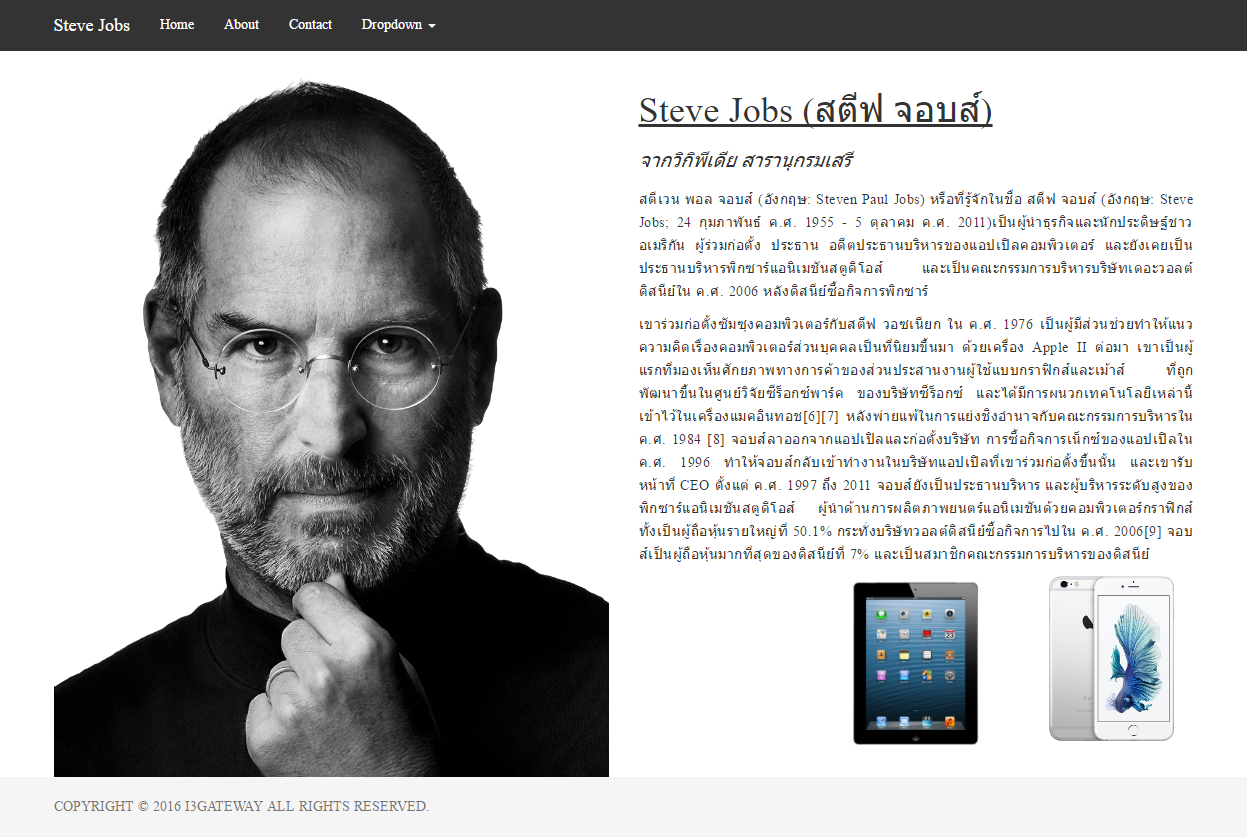 Steve Jobs Home About Contact Dropdown
Steve Jobs (สตีฟ จอบส์)
จากวิกิพีเดีย สารานุกรมเสรี
สตีเวน พอล จอบส์ (อังกฤษ: Steven Paul Jobs) หรือที่รู้จักในชื่อ สตีฟ จอบส์ (อังกฤษ: Steve
Jobs; 24 กุมภาพันธ์ ค.ศ. 1955 - 5 ตุลาคม ค.ศ. 2011)เป็นผู้นำธุรกิจและนักประดิษฐ์ชาว
อเมริกัน ผู้ร่วมก่อตั้ง ประธาน อดีตประธานบริหารของแอปเปิลคอมพิวเตอร์ และยังเคยเป็น
ประธานบริหารพิกซาร์แอนิเมชันสตูดิโอส์ และเป็นคณะกรรมการบริหารบริษัทเดอะวอลต์
ดิสนีย์ใน ค.ศ. 2006 หลังดิสนีย์ซื้อกิจการพิกซาร์
เขาร่วมก่อตั้งซัมซุงคอมพิวเตอร์กับสตีฟ วอซเนียก ใน ค.ศ. 1976 เป็นผู้มีส่วนช่วยทำให้แนว
ความคิดเรื่องคอมพิวเตอร์ส่วนบุคคลเป็นที่นิยมขึ้นมา ด้วยเครื่อง Apple II ต่อมา เขาเป็นผู้
แรกที่มองเห็นศักยภาพทางการค้าของส่วนประสานงานผู้ใช้แบบกราฟิกส์และเม้าส์ ที่ถูก
พัฒนาขึ้นในศูนย์วิจัยซีร็อกซ์พาร์ค ของบริษัทซีร็อกซ์ และได้มีการผนวกเทคโนโลยีเหล่านี้
เข้าไว้ในเครื่องแมคอินทอช[6][7] หลังพ่ายแพ้ในการแย่งชิงอำนาจกับคณะกรรมการบริหารใน
ค.ศ. 1984 [8] จอบส์ลาออกจากแอปเปิลและก่อตั้งบริษัท การซื้อกิจการเน็กซ์ของแอปเปิลใน
ค.ศ. 1996 ทำให้จอบส์กลับเข้าทำงานในบริษัทแอปเปิลที่เขาร่วมก่อตั้งขึ้นนั้น และเขารับ
หน้าที่ CEO ตั้งแต่ ค.ศ. 1997 ถึง 2011 จอบส์ยังเป็นประธานบริหาร และผู้บริหารระดับสูงของ
พิกซาร์แอนิเมชันสตูดิโอส์ ผู้นำด้านการผลิตภาพยนตร์แอนิเมชันด้วยคอมพิวเตอร์กราฟิกส์
ทั้งเป็นผู้ถือหุ้นรายใหญ่ที่ 50.1% กระทั่งบริษัทวอลต์ดิสนีย์ซื้อกิจการไปใน ค.ศ. 2006[9] จอบ
ส์เป็นผู้ถือหุ้นมากที่สุดของดิสนีย์ที่ 7% และเป็นสมาชิกคณะกรรมการบริหารของดิสนีย์
COPYRIGHT © 2016 I3GATEWAY ALL RIGHTS RESERVED.